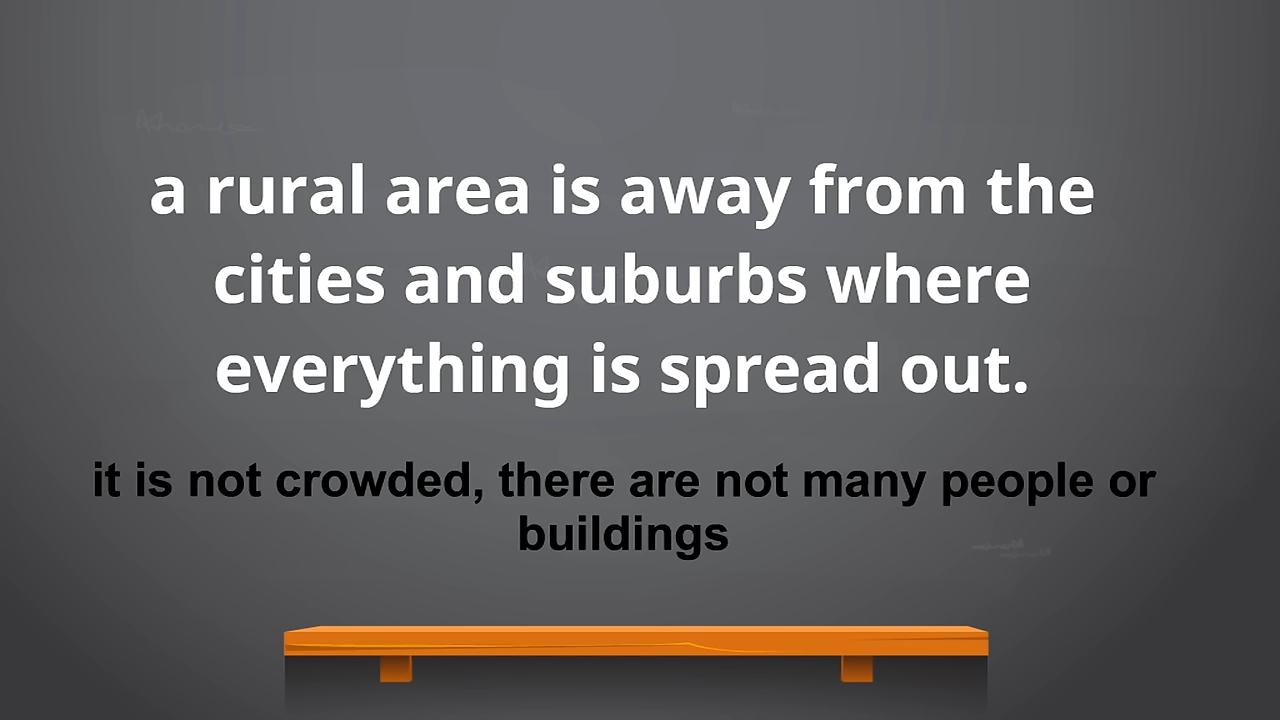 a rural area is away from the
cities and suburbs where
everything is spread out.
it is not crowded, there are not many people or
buildings